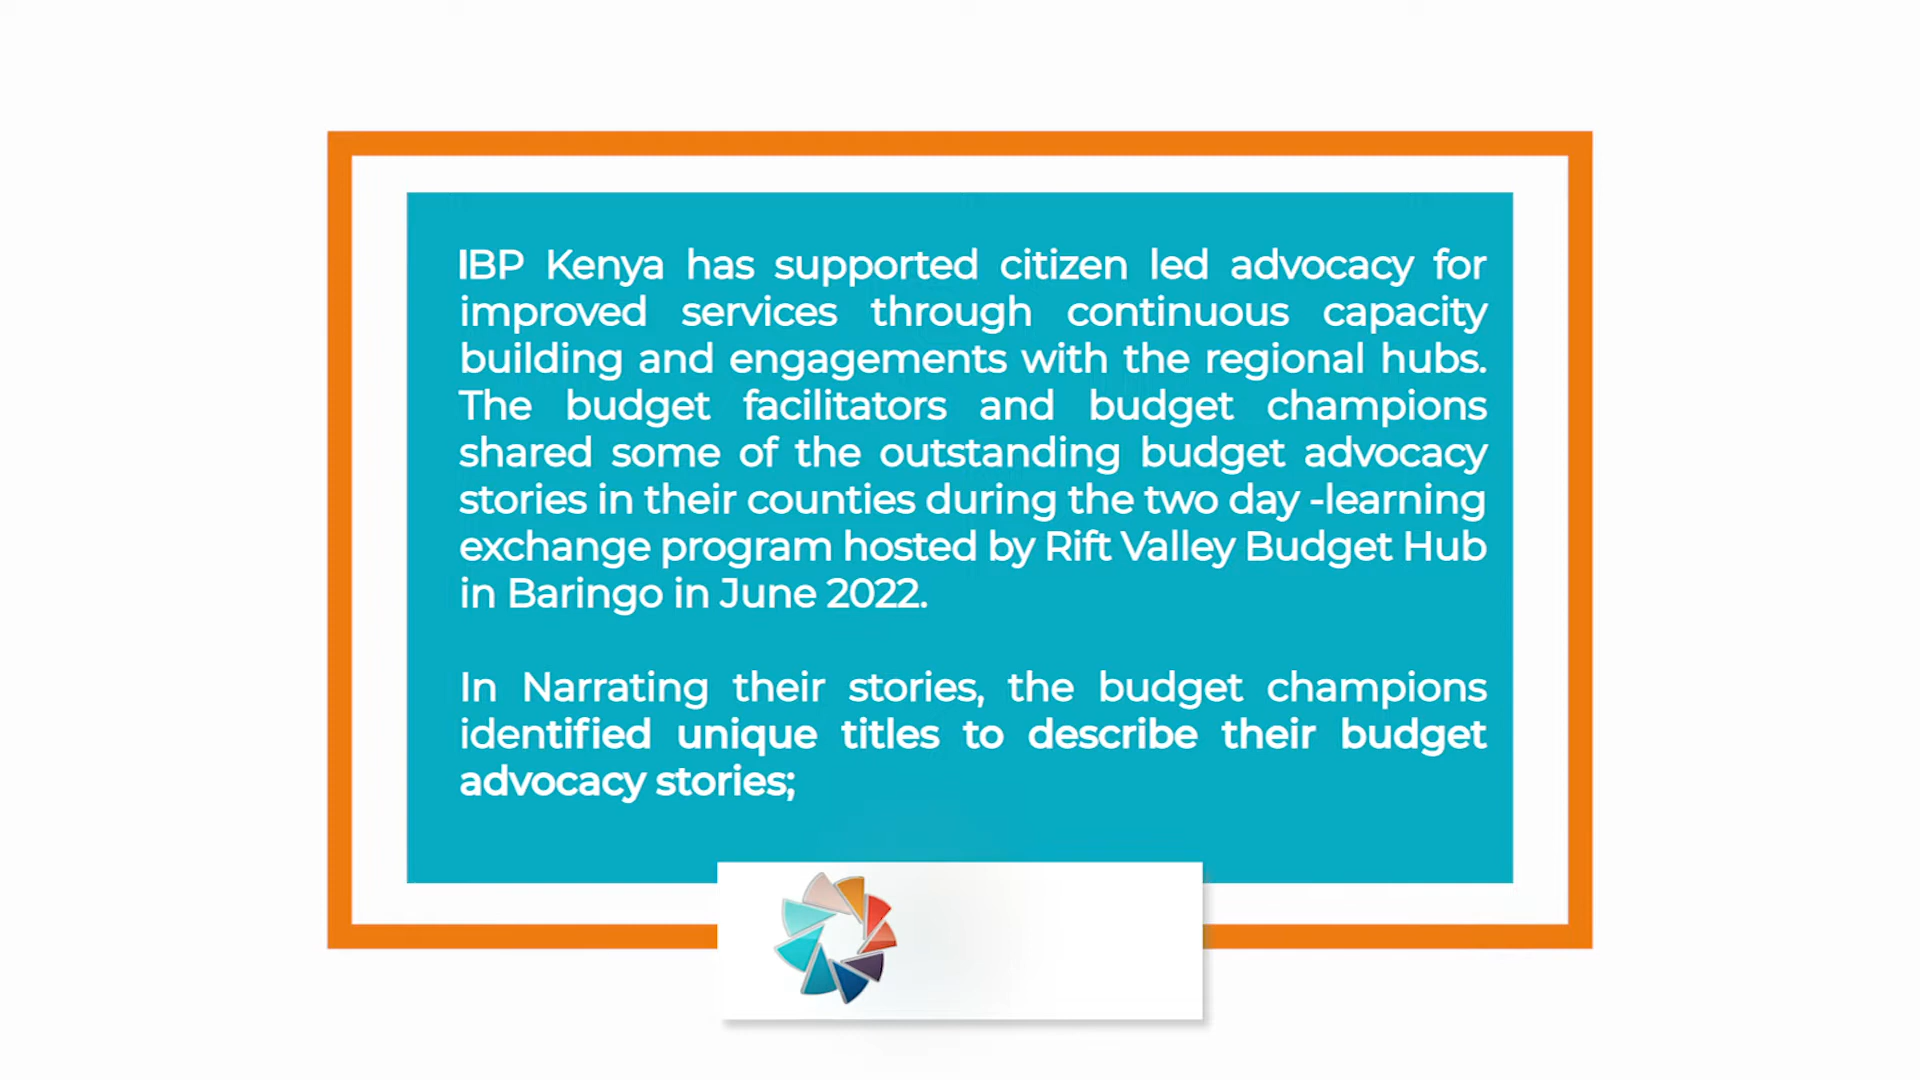 IBP Kenya has supported citizen led advocacy for
improved services through continuous capacity
building and engagements with the regional hubs.
The budget facilitators and budget champions
shared some of the outstanding budget advocacy
stories in their counties during the two day -learning
exchange program hosted by Rift Valley Budget Hub
in Baringo in June 2022.
In Narrating their stories, the budget champions
identified unique titles to describe their budget
advocacy stories;